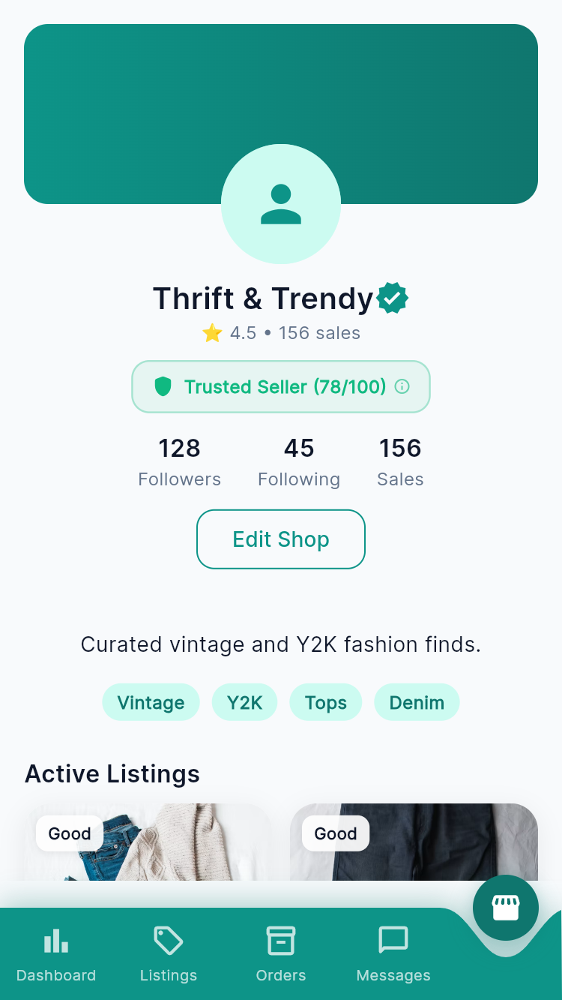 Thrift & Trendy
⭐ 4.5 • 156 sales
Trusted Seller (78/100)
128 45 156
Followers Following Sales
Edit Shop
Curated vintage and Y2K fashion finds.
Vintage Y2K Tops Denim
Active Listings
Good Good
Dashboard Listings Orders Messages